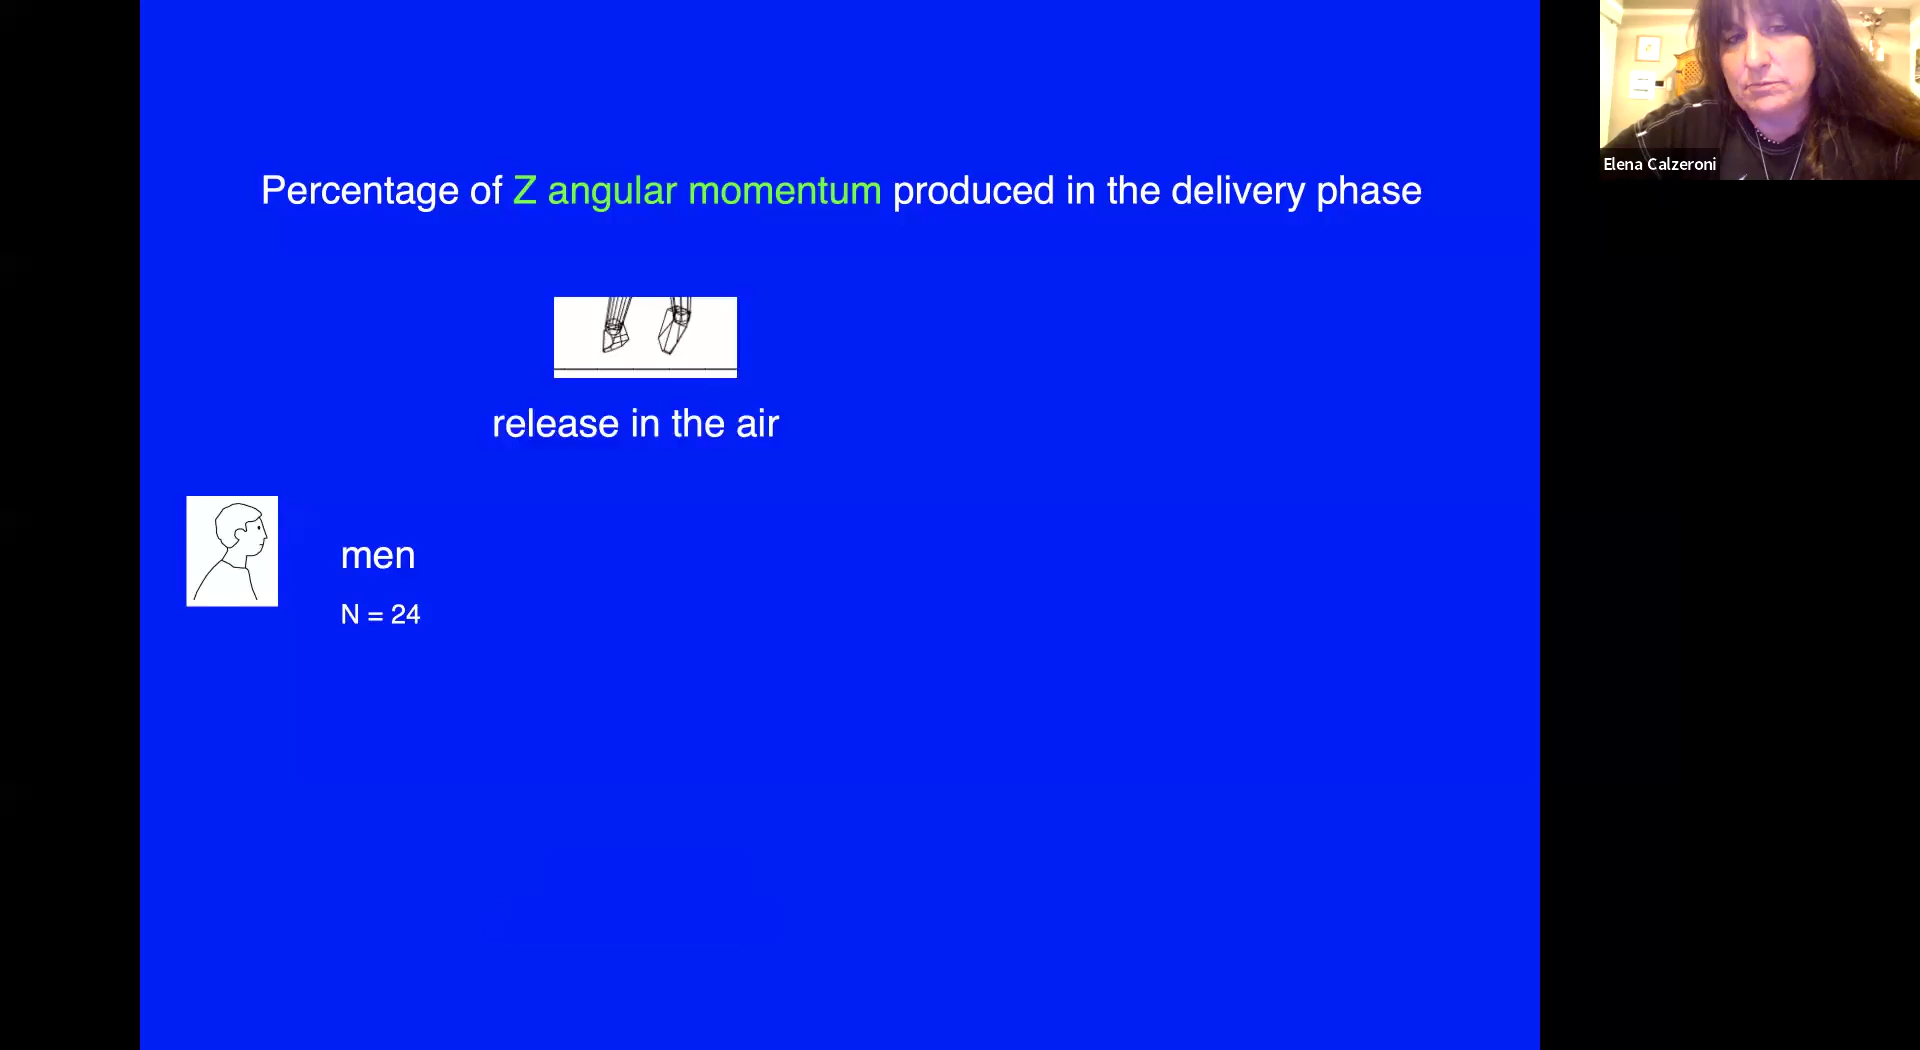 Percentage of Z angular momentum produced in the delivery phase
Elena Calzeroni
release in the air
men
N = 24